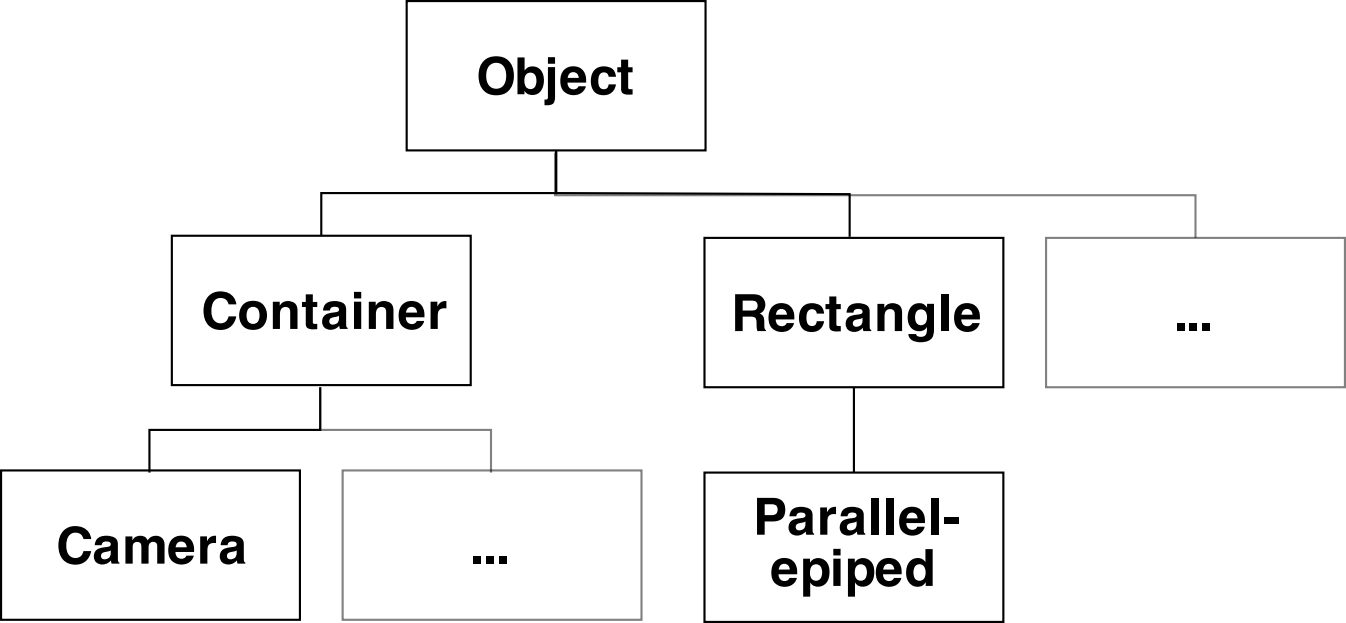 Object
Container
Rectangle
...
Camera
...
Parallel-
epiped